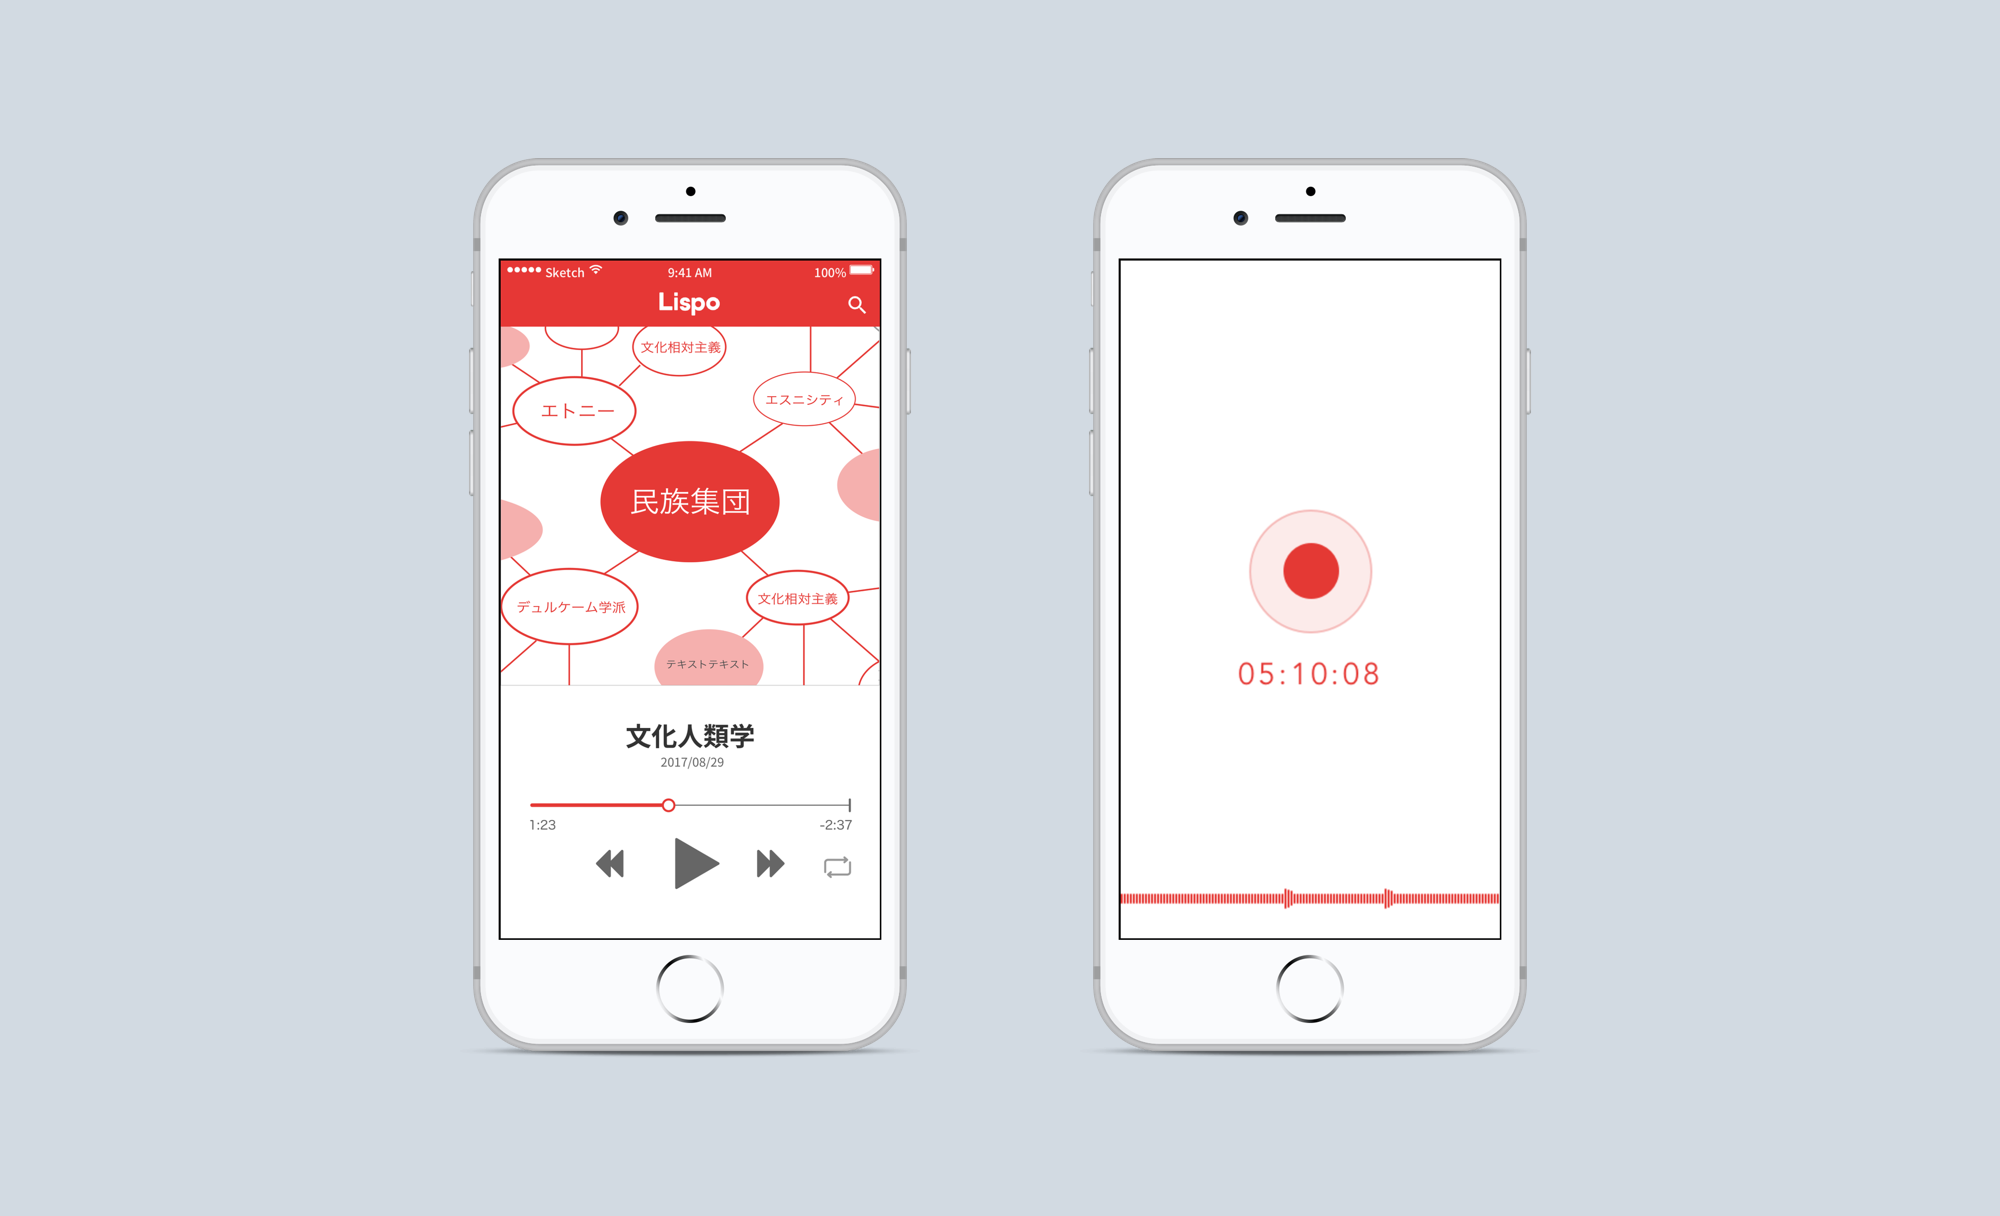 Sketch 9:41 AM 100%
Lispo
文化相対主義
エスニシティ
エトニー
民族集団
文化相対主義
デュルケーム学派
テキストテキスト
文化人類学
2017/08/29
1:23 -2:37
05:10:08